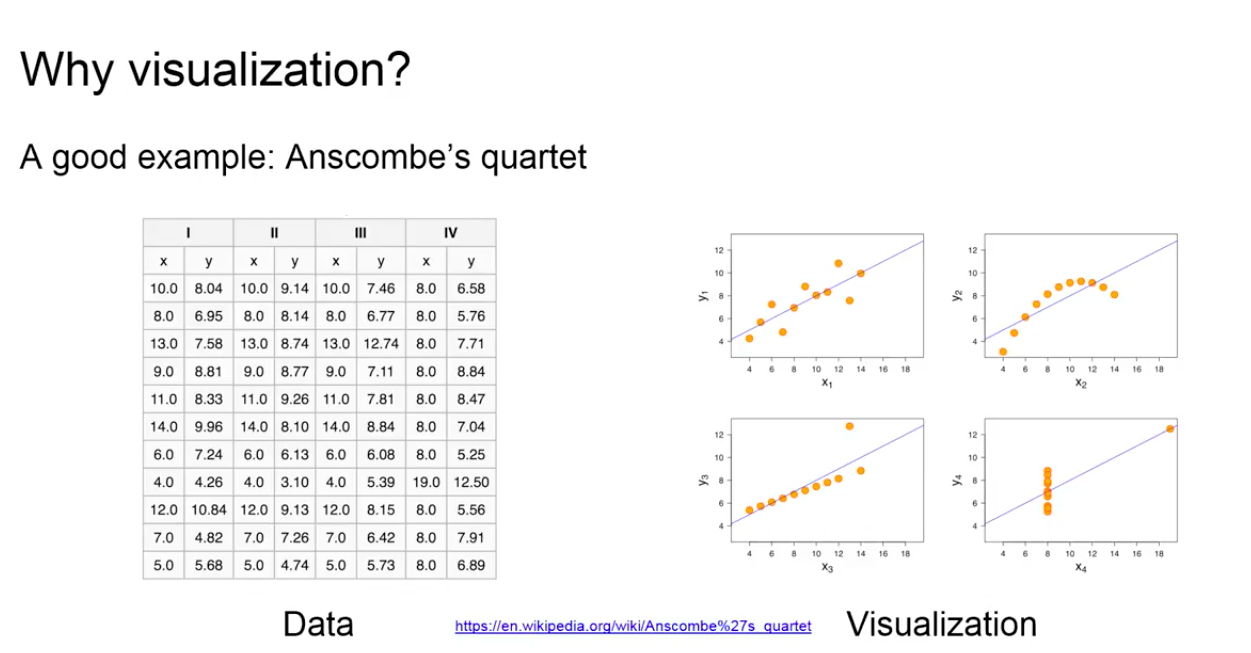 Why visualization?
A good example: Anscombe's quartet
I II III IV
x y x y x y x y
10.0 8.04 10.0 9.14 10.0 7.46 8.0 6.58
8.0 6.95 8.0 8.14 8.0 6.77 8.0 5.76
13.0 7.58 13.0 8.74 13.0 12.74 8.0 7.71
9.0 8.81 9.0 8.77 9.0 7.11 8.0 8.84
11.0 8.33 11.0 9.26 11.0 7.81 8.0 8.47
14.0 9.96 14.0 8.10 14.0 8.84 8.0 7.04
6.0 7.24 6.0 6.13 6.0 6.08 8.0 5.25
4.0 4.26 4.0 3.10 4.0 5.39 19.0 12.50
12.0 10.84 12.0 9.13 12.0 8.15 8.0 5.56
7.0 4.82 7.0 7.26 7.0 6.42 8.0 7.91
5.0 5.68 5.0 4.74 5.0 5.73 8.0 6.89
Data
12
10
8
6
4
y₁
4 6 8 10 12 14 16 18
x₁
12
10
8
6
4
y₂
4 6 8 10 12 14 16 18
x₂
12
10
8
6
4
y₃
4 6 8 10 12 14 16 18
x₃
12
10
8
6
4
y₄
4 6 8 10 12 14 16 18
x₄
https://en.wikipedia.org/wiki/Anscombe%27s_quartet
Visualization